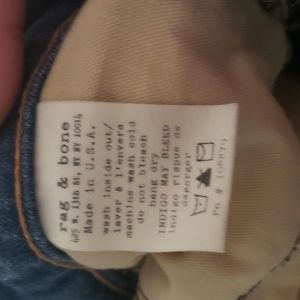 rag & bone
425 W. 13th St, NY NY 10014
Made in U.S.A.
wash inside out/
laver à l'envers
machine wash cold
do not bleach
hang dry
INDIGO MAY BLEED
indigo risque de
degorger